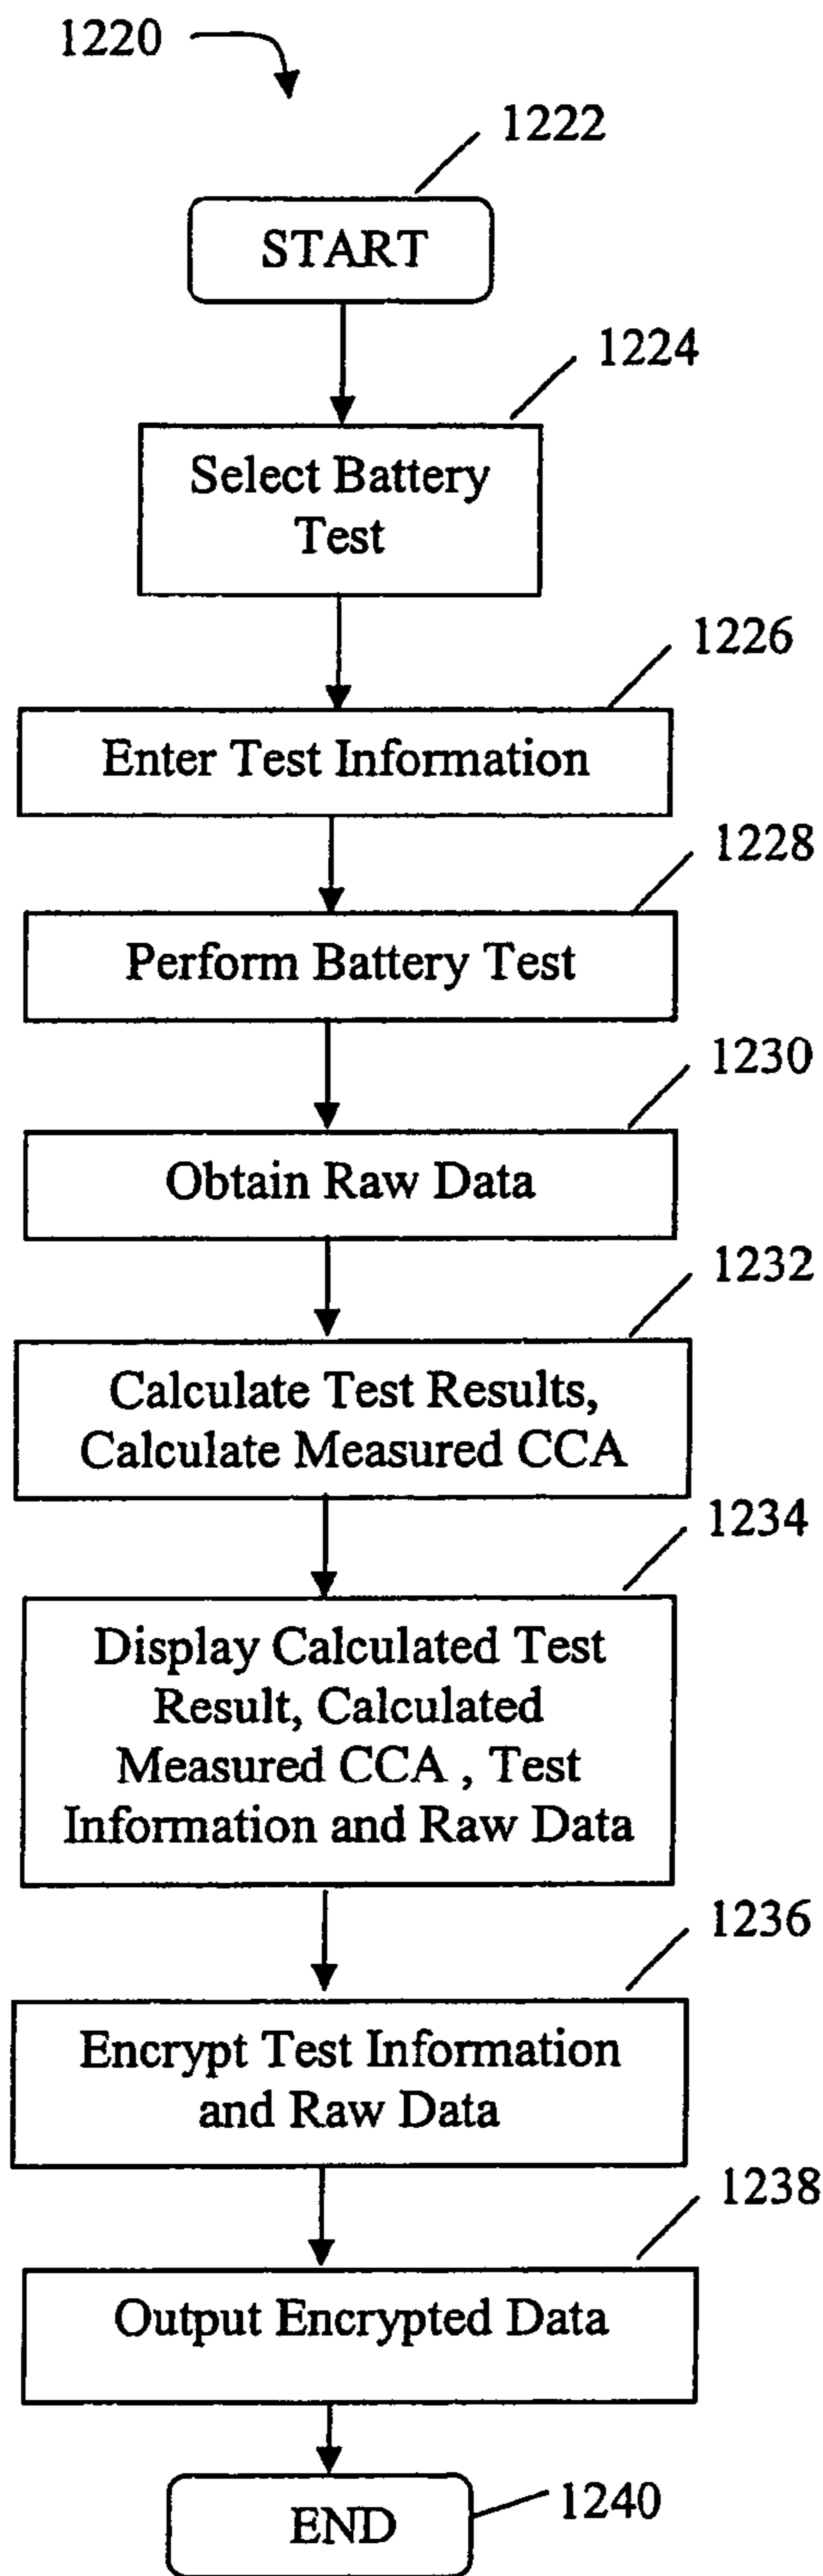 1220
1222
START
1224
Select Battery
Test
1226
Enter Test Information
1228
Perform Battery Test
1230
Obtain Raw Data
1232
Calculate Test Results,
Calculate Measured CCA
1234
Display Calculated Test
Result, Calculated
Measured CCA , Test
Information and Raw Data
1236
Encrypt Test Information
and Raw Data
1238
Output Encrypted Data
END
1240